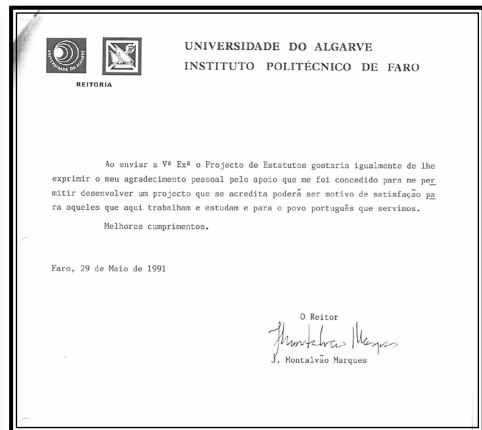 UNIVERSIDADE DO ALGARVE
INSTITUTO POLITÉCNICO DE FARO
UNIVERSIDADE DO ALGARVE
REITORIA
Ao enviar a Vª Exª o Projecto de Estatutos gostaria igualmente de lhe
exprimir o meu agradecimento pessoal pelo apoio que me foi concedido para me per
mitir desenvolver um projecto que se acredita poderá ser motivo de satisfação pa
ra aqueles que aqui trabalham e estudam e para o povo português que servimos.
Melhores cumprimentos.
Faro, 29 de Maio de 1991
O Reitor
J. Montalvão Marques